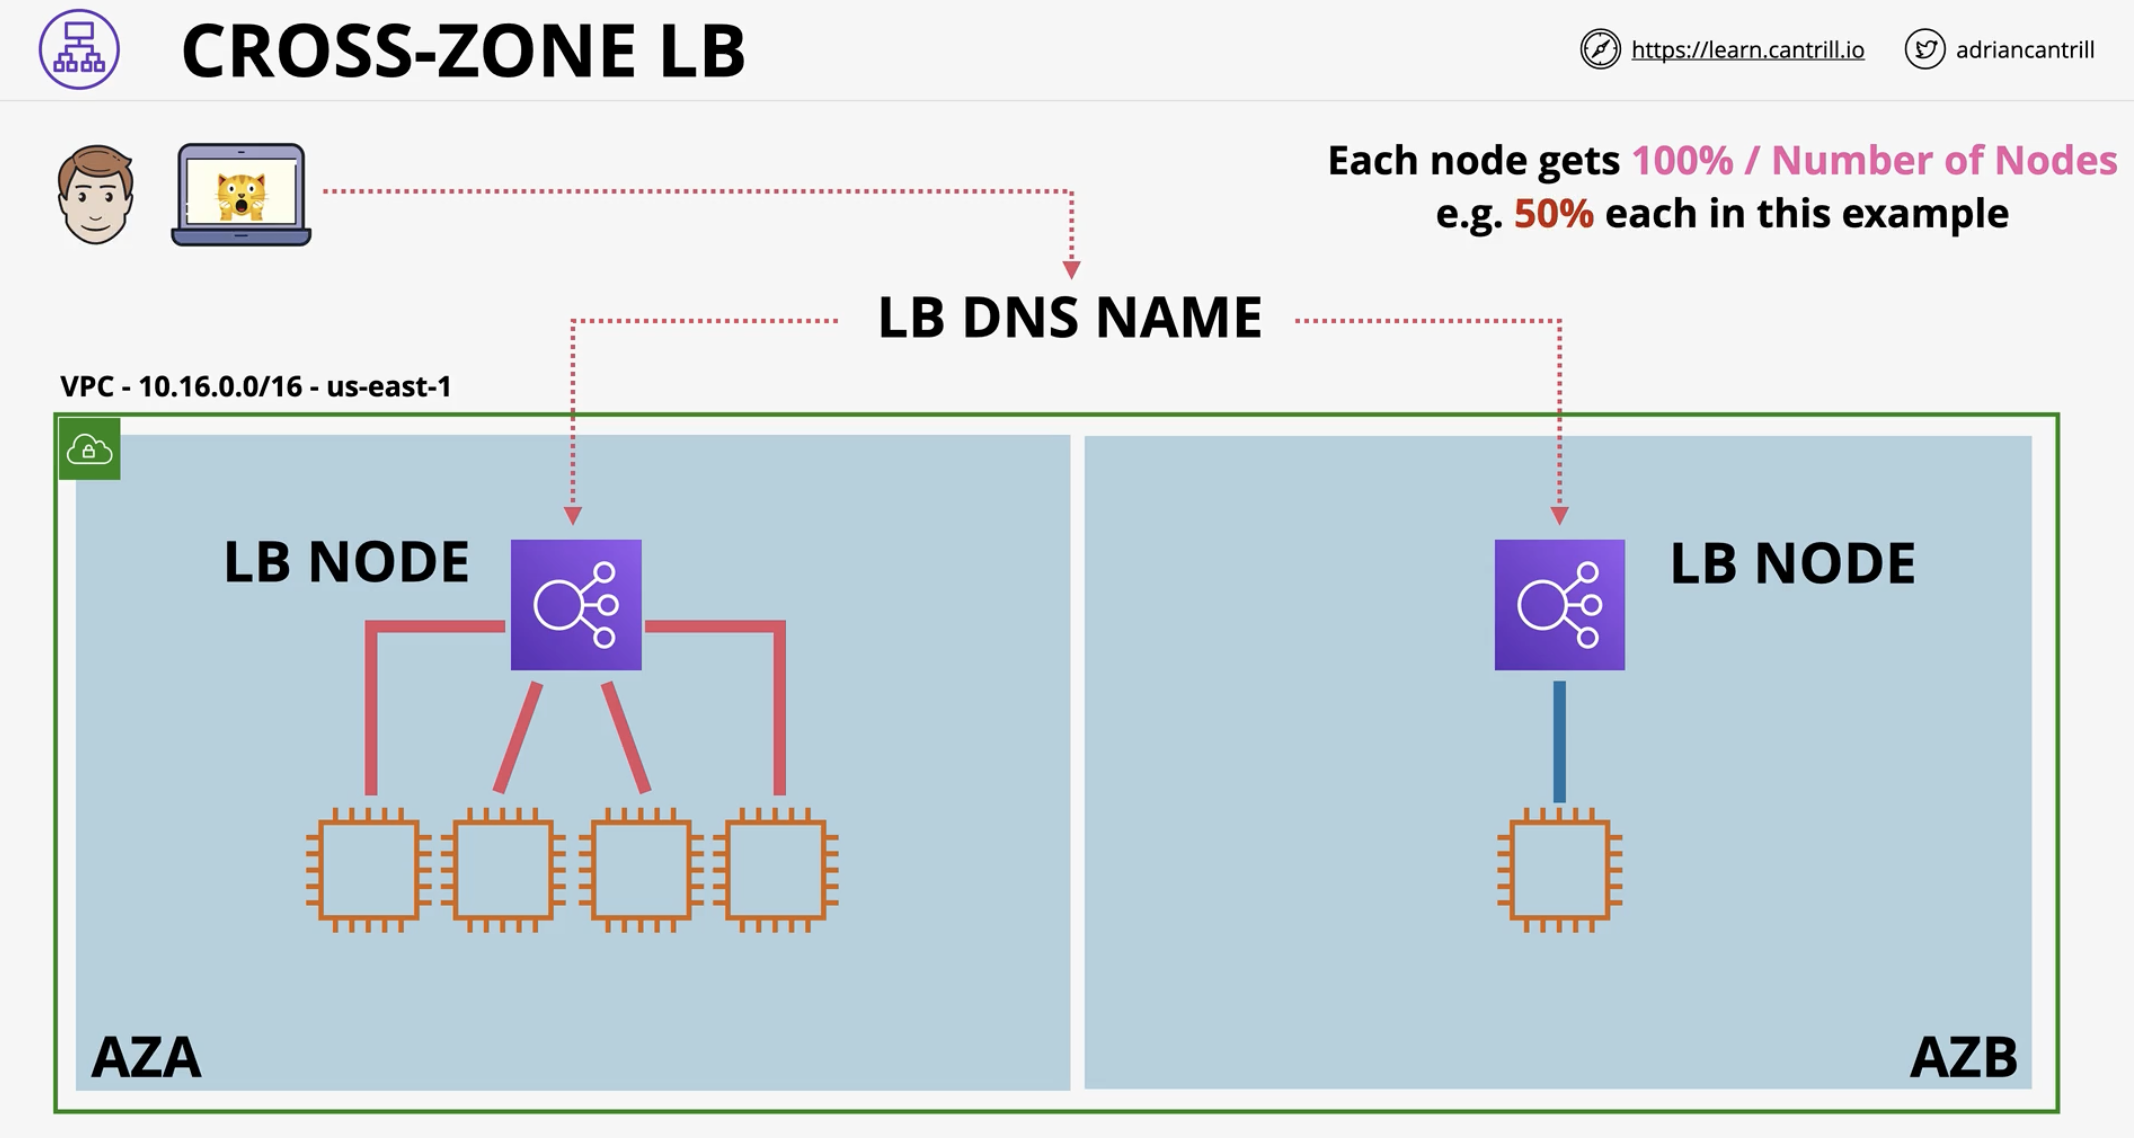 CROSS-ZONE LB
https://learn.cantrill.io
adriancantrill
Each node gets 100% / Number of Nodes
e.g. 50% each in this example
LB DNS NAME
VPC - 10.16.0.0/16 - us-east-1
LB NODE
LB NODE
AZA
AZB